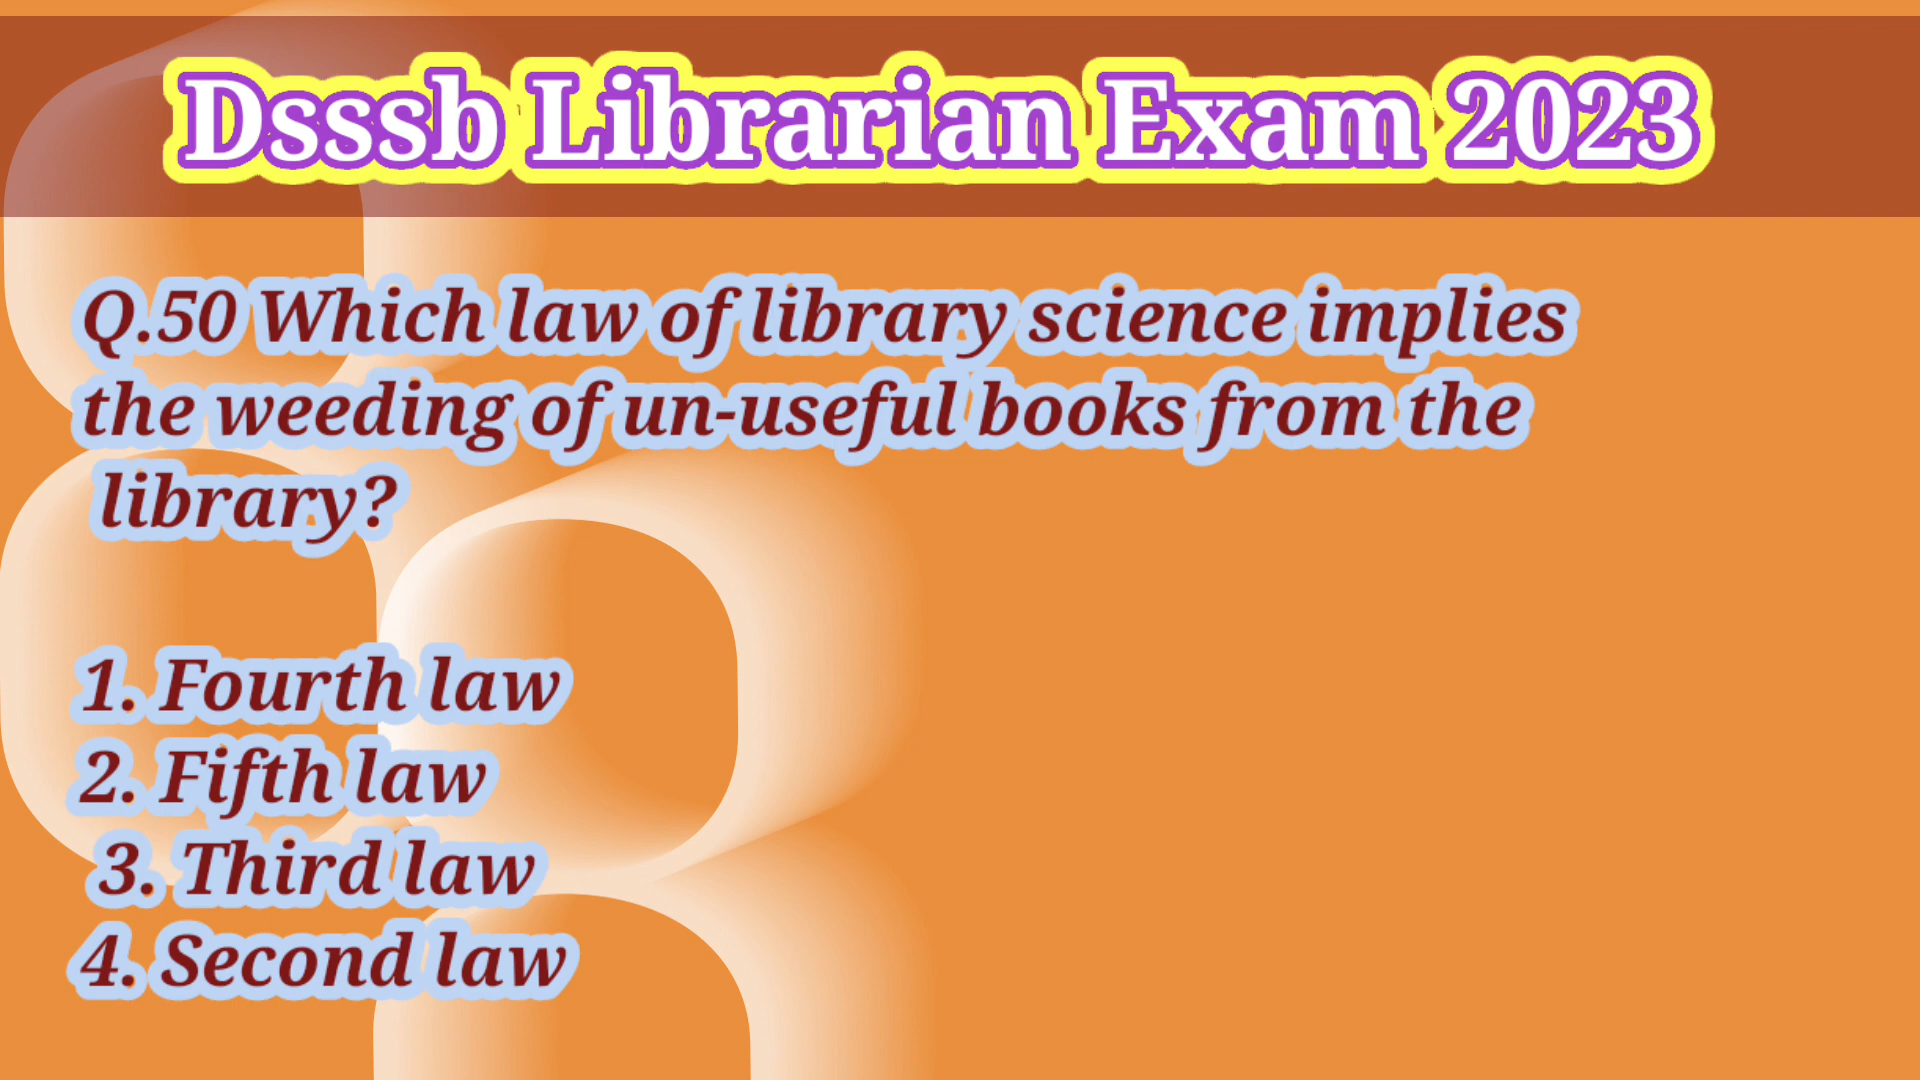 Dsssb Librarian Exam 2023
Q.50 Which law of library science implies
the weeding of un-useful books from the
library?
1. Fourth law
2. Fifth law
3. Third law
4. Second law